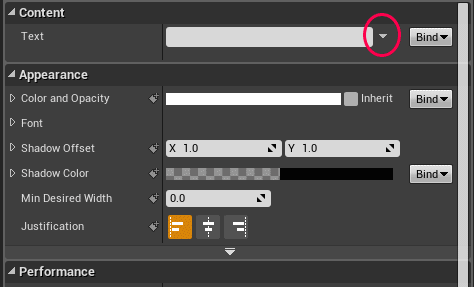 Content
Text Bind
Appearance
Color and Opacity Inherit Bind
Font
Shadow Offset X 1.0 Y 1.0
Shadow Color Bind
Min Desired Width 0.0
Justification
Performance